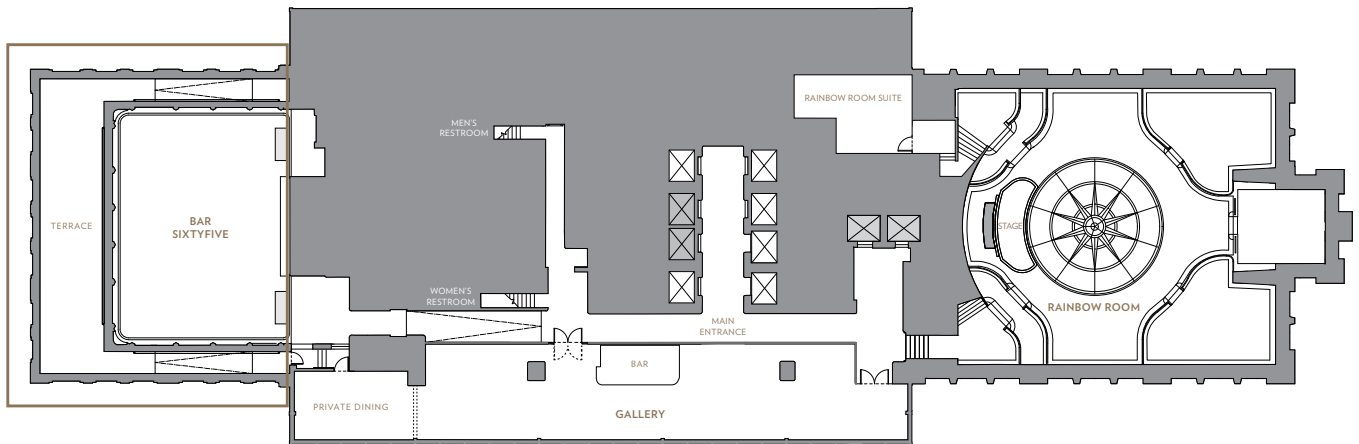 RAINBOW ROOM SUITE
MEN'S
RESTROOM
TERRACE
BAR
SIXTYFIVE
STAGE
WOMEN'S
RESTROOM
RAINBOW ROOM
MAIN
ENTRANCE
BAR
PRIVATE DINING
GALLERY